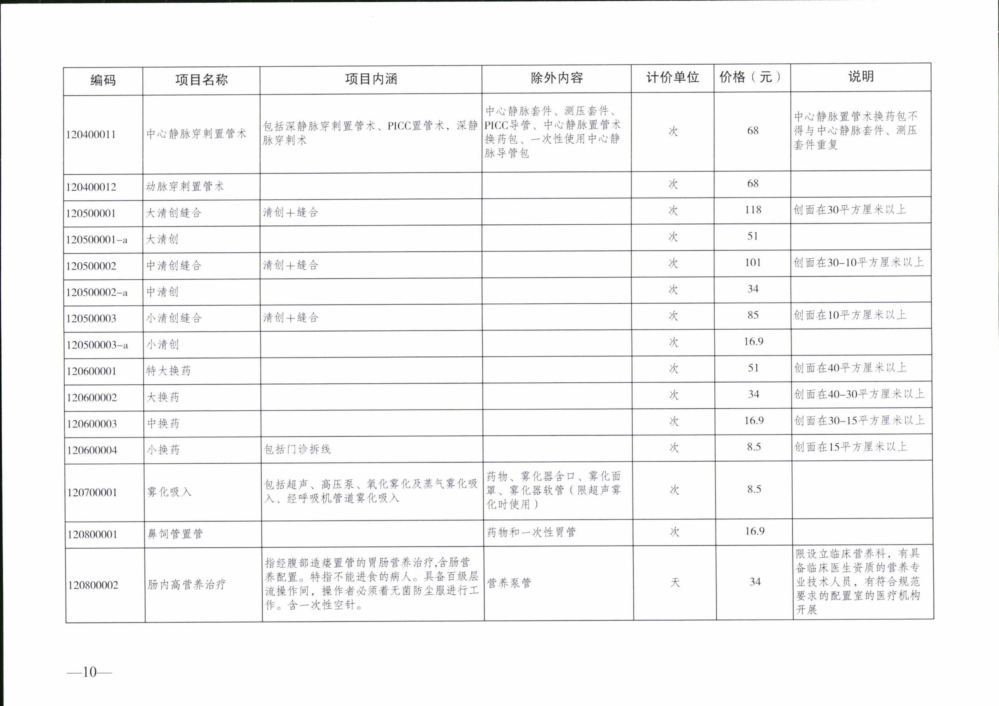 编码 项目名称 项目内涵 除外内容 计价单位 价格（元） 说明
120400011 中心静脉穿刺置管术
包括深静脉穿刺置管术、PICC置管术，深静
脉穿刺术
中心静脉套件、测压套件、
PICC导管、中心静脉置管术
换药包、一次性使用中心静
脉导管包
次 68
中心静脉置管术换药包不
得与中心静脉套件、测压
套件重复
120400012 动脉穿刺置管术 次 68
120500001 大清创缝合 清创＋缝合 次 118 创面在30平方厘米以上
120500001-a 大清创 次 51
120500002 中清创缝合 清创＋缝合 次 101 创面在30-10平方厘米以上
120500002-a 中清创 次 34
120500003 小清创缝合 清创＋缝合 次 85 创面在10平方厘米以上
120500003-a 小清创 次 16.9
120600001 特大换药 次 51 创面在40平方厘米以上
120600002 大换药 次 34 创面在40-30平方厘米以上
120600003 中换药 次 16.9 创面在30-15平方厘米以上
120600004 小换药 包括门诊拆线 次 8.5 创面在15平方厘米以上
120700001 雾化吸入
包括超声、高压泵、氧化雾化及蒸气雾化吸
入、经呼吸机管道雾化吸入
药物、雾化器含口、雾化面
罩、雾化器软管（限超声雾
化时使用）
次 8.5
120800001 鼻饲管置管 药物和一次性胃管 次 16.9
120800002 肠内高营养治疗
指经腹部造瘘置管的胃肠营养治疗,含肠营
养配置。特指不能进食的病人。具备百级层
流操作间，操作者必须着无菌防尘服进行工
作。含一次性空针。
营养泵管 天 34
限设立临床营养科，有具
备临床医生资质的营养专
业技术人员，有符合规范
要求的配置室的医疗机构
开展
—10—